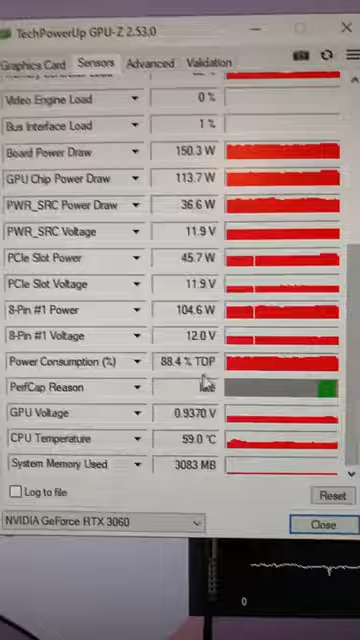 TechPowerUp GPU-Z 2.53.0
Graphics Card Sensors Advanced Validation
Video Engine Load 0 %
Bus Interface Load 1 %
Board Power Draw 150.3 W
GPU Chip Power Draw 113.7 W
PWR_SRC Power Draw 36.6 W
PWR_SRC Voltage 11.9 V
PCIe Slot Power 45.7 W
PCIe Slot Voltage 11.9 V
8-Pin #1 Power 104.6 W
8-Pin #1 Voltage 12.0 V
Power Consumption (%) 88.4 % TDP
PerfCap Reason
GPU Voltage 0.9370 V
CPU Temperature 59.0 °C
System Memory Used 3083 MB
Log to file
Reset
NVIDIA GeForce RTX 3060
Close
0